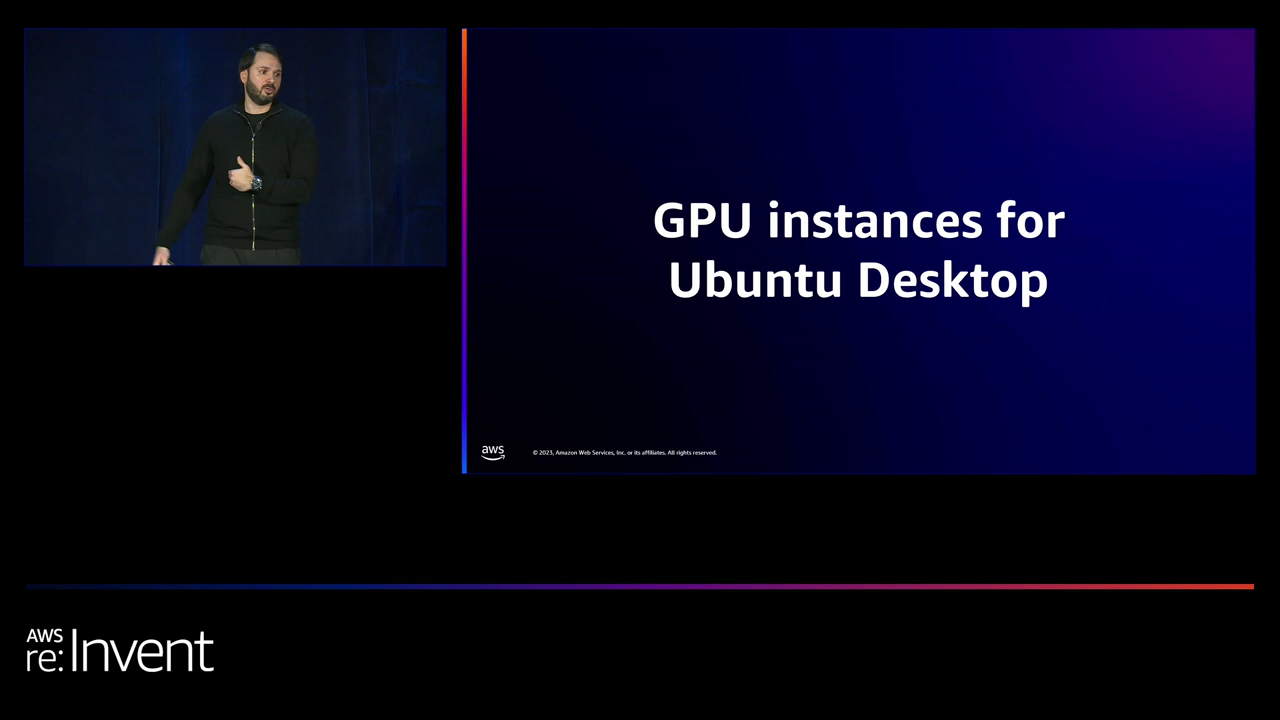 GPU instances for
Ubuntu Desktop
aws
© 2023, Amazon Web Services, Inc. or its affiliates. All rights reserved.
AWS
re:Invent